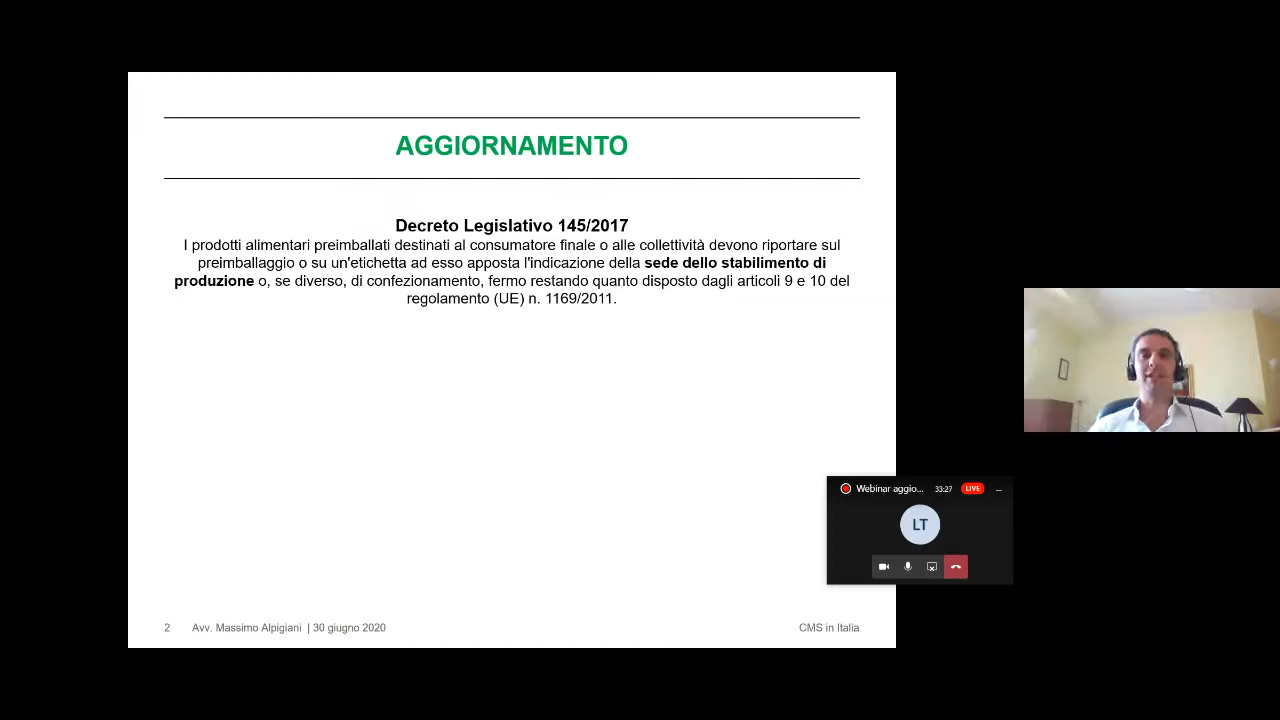 AGGIORNAMENTO
Decreto Legislativo 145/2017
I prodotti alimentari preimballati destinati al consumatore finale o alle collettività devono riportare sul
preimballaggio o su un'etichetta ad esso apposta l'indicazione della sede dello stabilimento di
produzione o, se diverso, di confezionamento, fermo restando quanto disposto dagli articoli 9 e 10 del
regolamento (UE) n. 1169/2011.
Webinar aggio... 33:27 LIVE ...
LT
2 Avv. Massimo Alpigiani | 30 giugno 2020 CMS in Italia